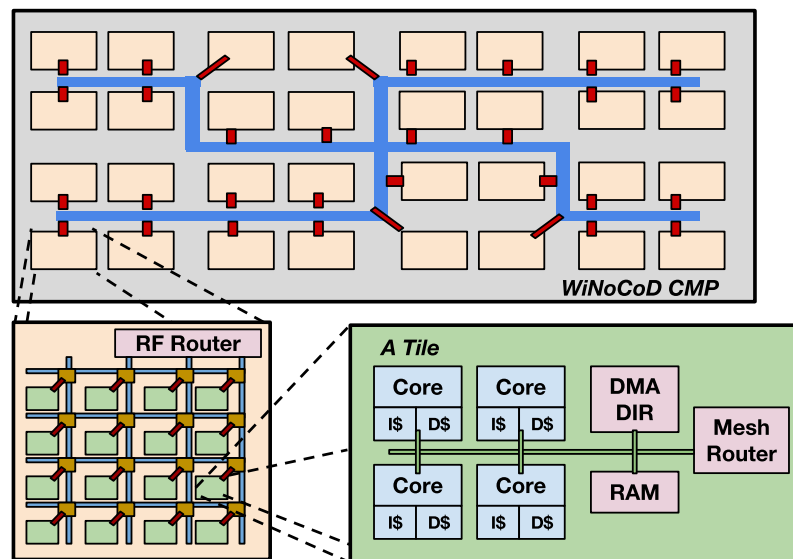 WiNoCoD CMP
RF Router
A Tile
Core
I$ D$
Core
I$ D$
DMA
DIR
Mesh
Router
Core
I$ D$
Core
I$ D$
RAM